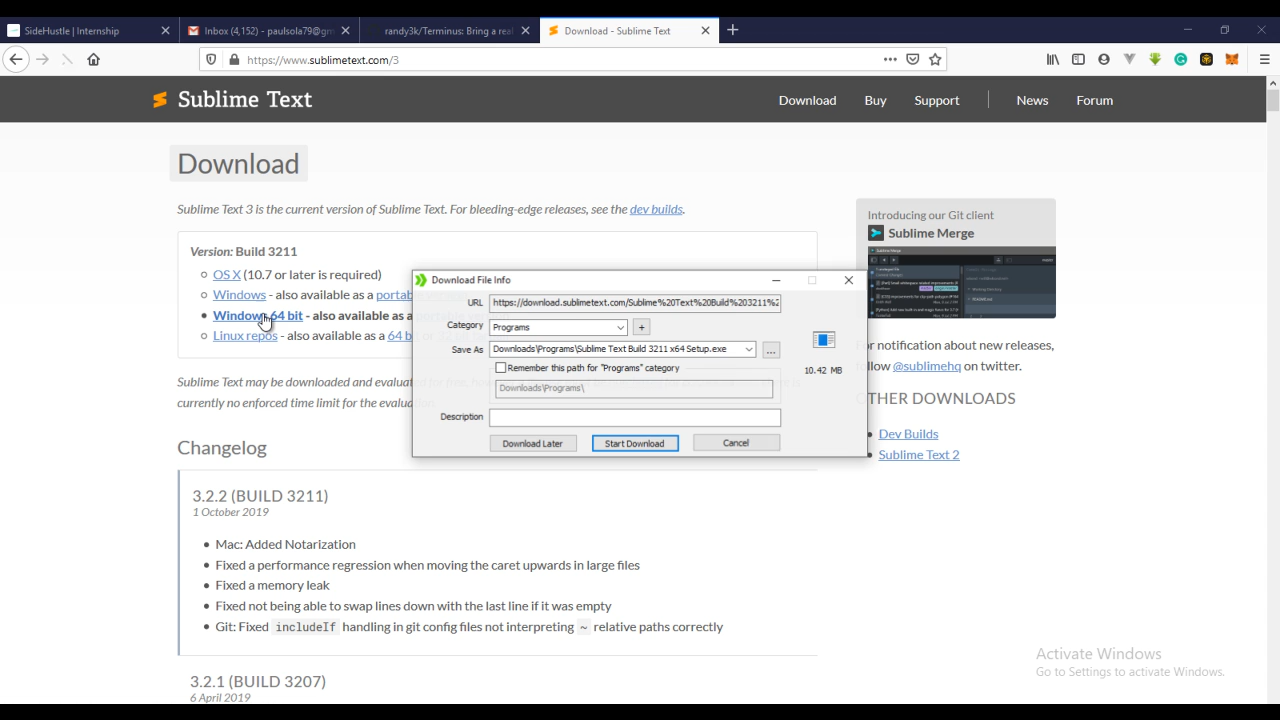 SideHustle | Internship
Inbox (4,152) - paulsola79@gm
randy3k/Terminus: Bring a real
Download - Sublime Text
https://www.sublimetext.com/3
Sublime Text
Download
Buy
Support
News
Forum
Download
Sublime Text 3 is the current version of Sublime Text. For bleeding-edge releases, see the dev builds.
Version: Build 3211
OS X (10.7 or later is required)
Windows - also available as a portab
Windows 64 bit - also available as a
Linux repos - also available as a 64 b
Sublime Text may be downloaded and evaluated
currently no enforced time limit for the evaluation
Download File Info
URL
https://download.sublimetext.com/Sublime%20Text%20Build%203211%2
Category
Programs
+
Save As
Downloads\Programs\Sublime Text Build 3211 x64 Setup.exe
...
Remember this path for "Programs" category
Downloads\Programs\
Description
Download Later
Start Download
Cancel
10.42 MB
Introducing our Git client
Sublime Merge
or notification about new releases,
llow @sublimehq on twitter.
OTHER DOWNLOADS
Dev Builds
Sublime Text 2
Changelog
3.2.2 (BUILD 3211)
1 October 2019
Mac: Added Notarization
Fixed a performance regression when moving the caret upwards in large files
Fixed a memory leak
Fixed not being able to swap lines down with the last line if it was empty
Git: Fixed includeIf handling in git config files not interpreting ~ relative paths correctly
3.2.1 (BUILD 3207)
6 April 2019
Activate Windows
Go to Settings to activate Windows.